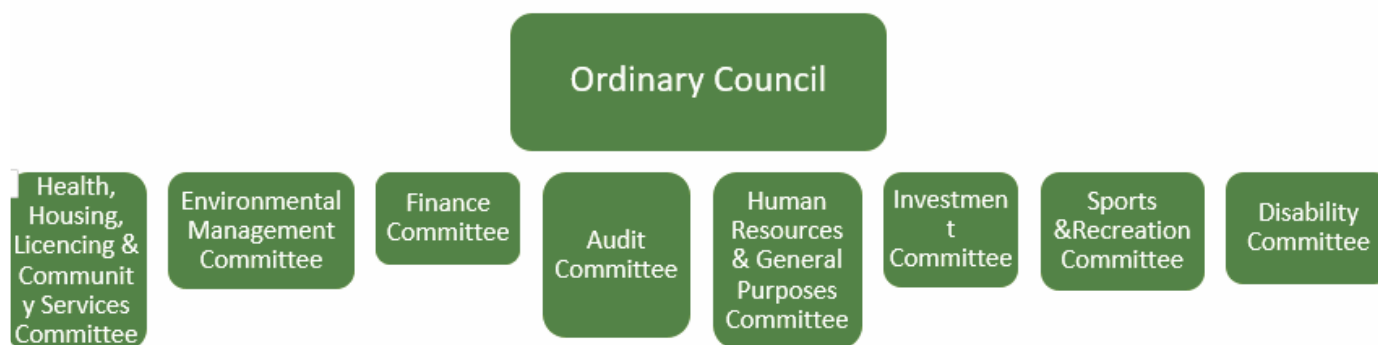 Ordinary Council
Health,
Housing,
Licencing &
Communit
y Services
Committee
Environmental
Management
Committee
Finance
Committee
Audit
Committee
Human
Resources
& General
Purposes
Committee
Investmen
t
Committee
Sports
&Recreation
Committee
Disability
Committee